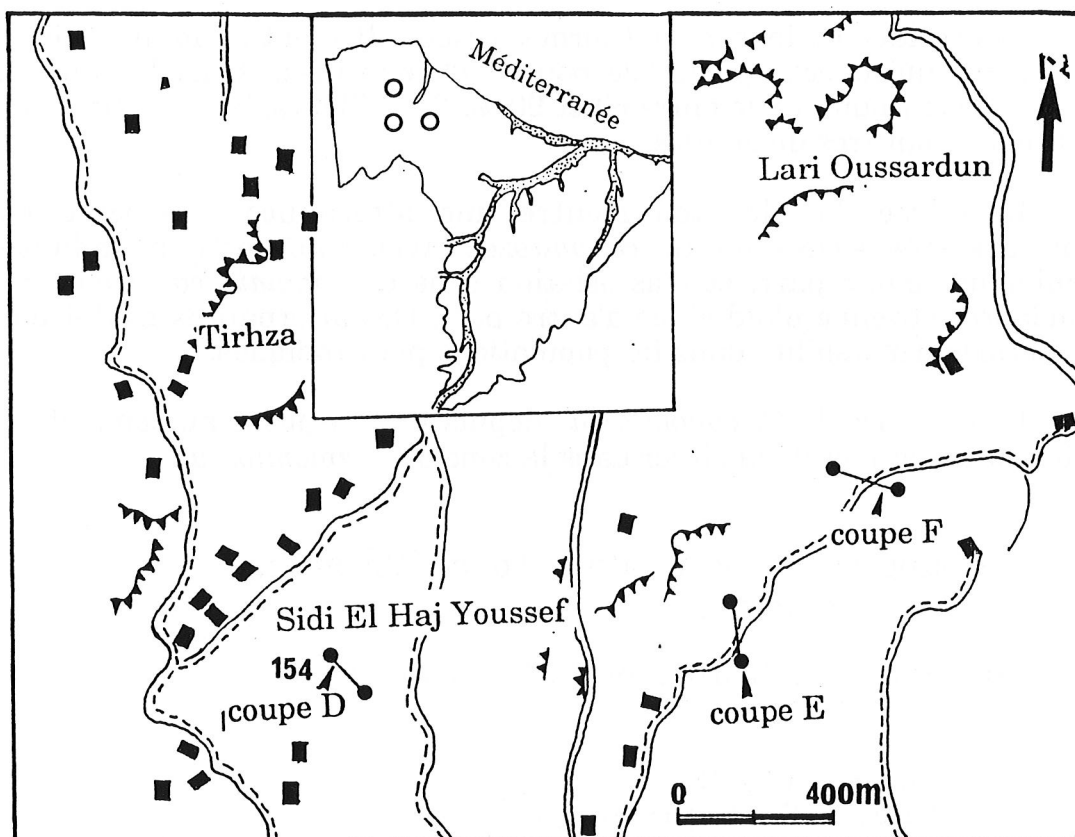 Méditerranée
N
Lari Oussardun
Tirhza
coupe F
Sidi El Haj Youssef
154
coupe D
coupe E
0 400m